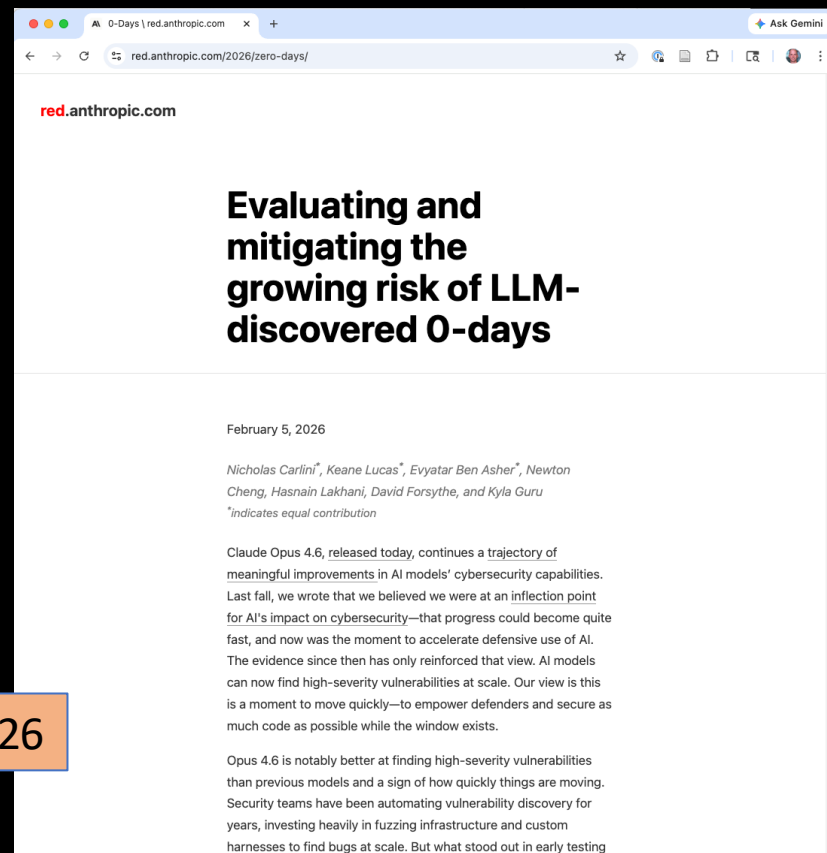 0-Days \ red.anthropic.com
Ask Gemini
red.anthropic.com/2026/zero-days/
red.anthropic.com
Evaluating and
mitigating the
growing risk of LLM-
discovered 0-days
February 5, 2026
Nicholas Carlini*, Keane Lucas*, Evyatar Ben Asher*, Newton
Cheng, Hasnain Lakhani, David Forsythe, and Kyla Guru
*indicates equal contribution
Claude Opus 4.6, released today, continues a trajectory of
meaningful improvements in AI models' cybersecurity capabilities.
Last fall, we wrote that we believed we were at an inflection point
for AI's impact on cybersecurity—that progress could become quite
fast, and now was the moment to accelerate defensive use of AI.
The evidence since then has only reinforced that view. AI models
can now find high-severity vulnerabilities at scale. Our view is this
is a moment to move quickly—to empower defenders and secure as
much code as possible while the window exists.
26
Opus 4.6 is notably better at finding high-severity vulnerabilities
than previous models and a sign of how quickly things are moving.
Security teams have been automating vulnerability discovery for
years, investing heavily in fuzzing infrastructure and custom
harnesses to find bugs at scale. But what stood out in early testing